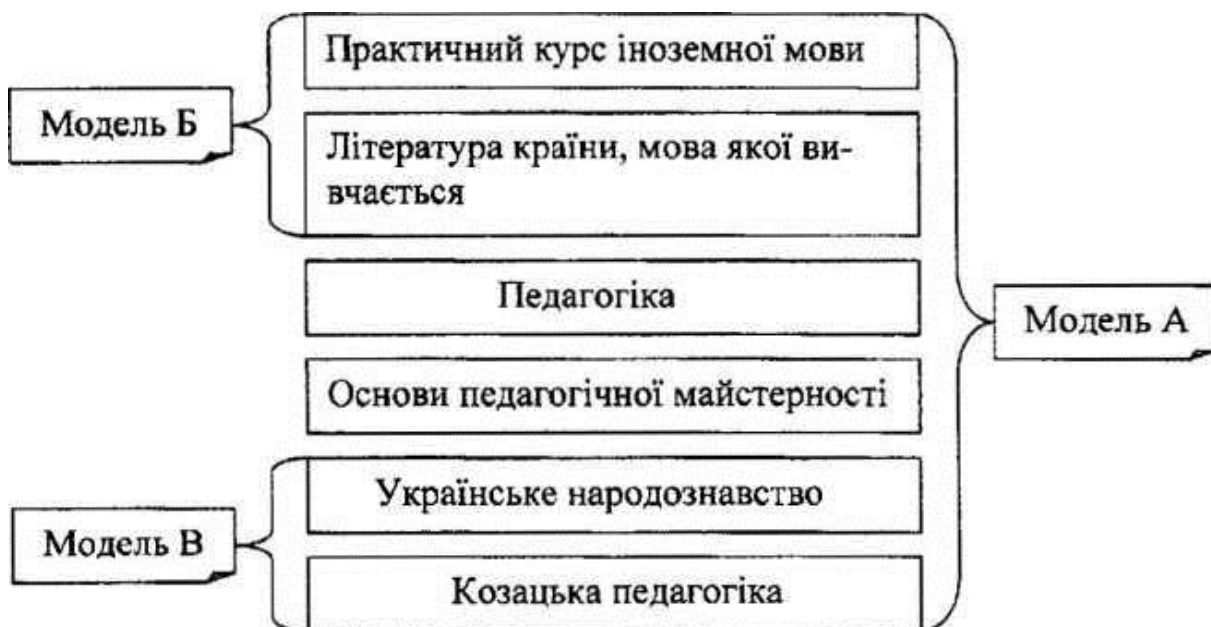 Практичний курс іноземної мови
Модель Б
Література країни, мова якої ви-
вчається
Педагогіка
Модель А
Основи педагогічної майстерності
Українське народознавство
Модель В
Козацька педагогіка